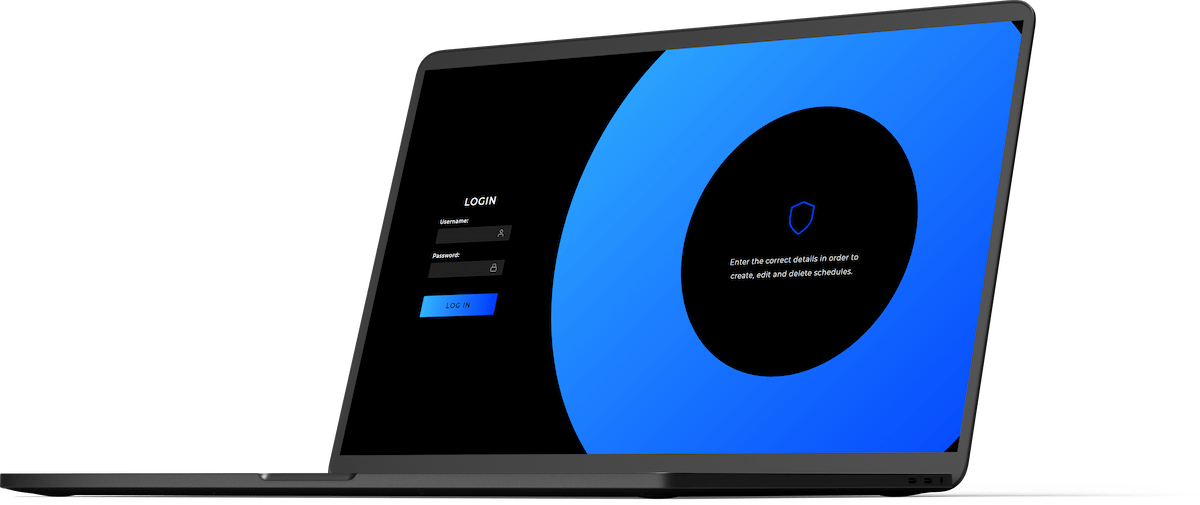 LOGIN
Username:
Password:
LOG IN
Enter the correct details in order to
create, edit and delete schedules.